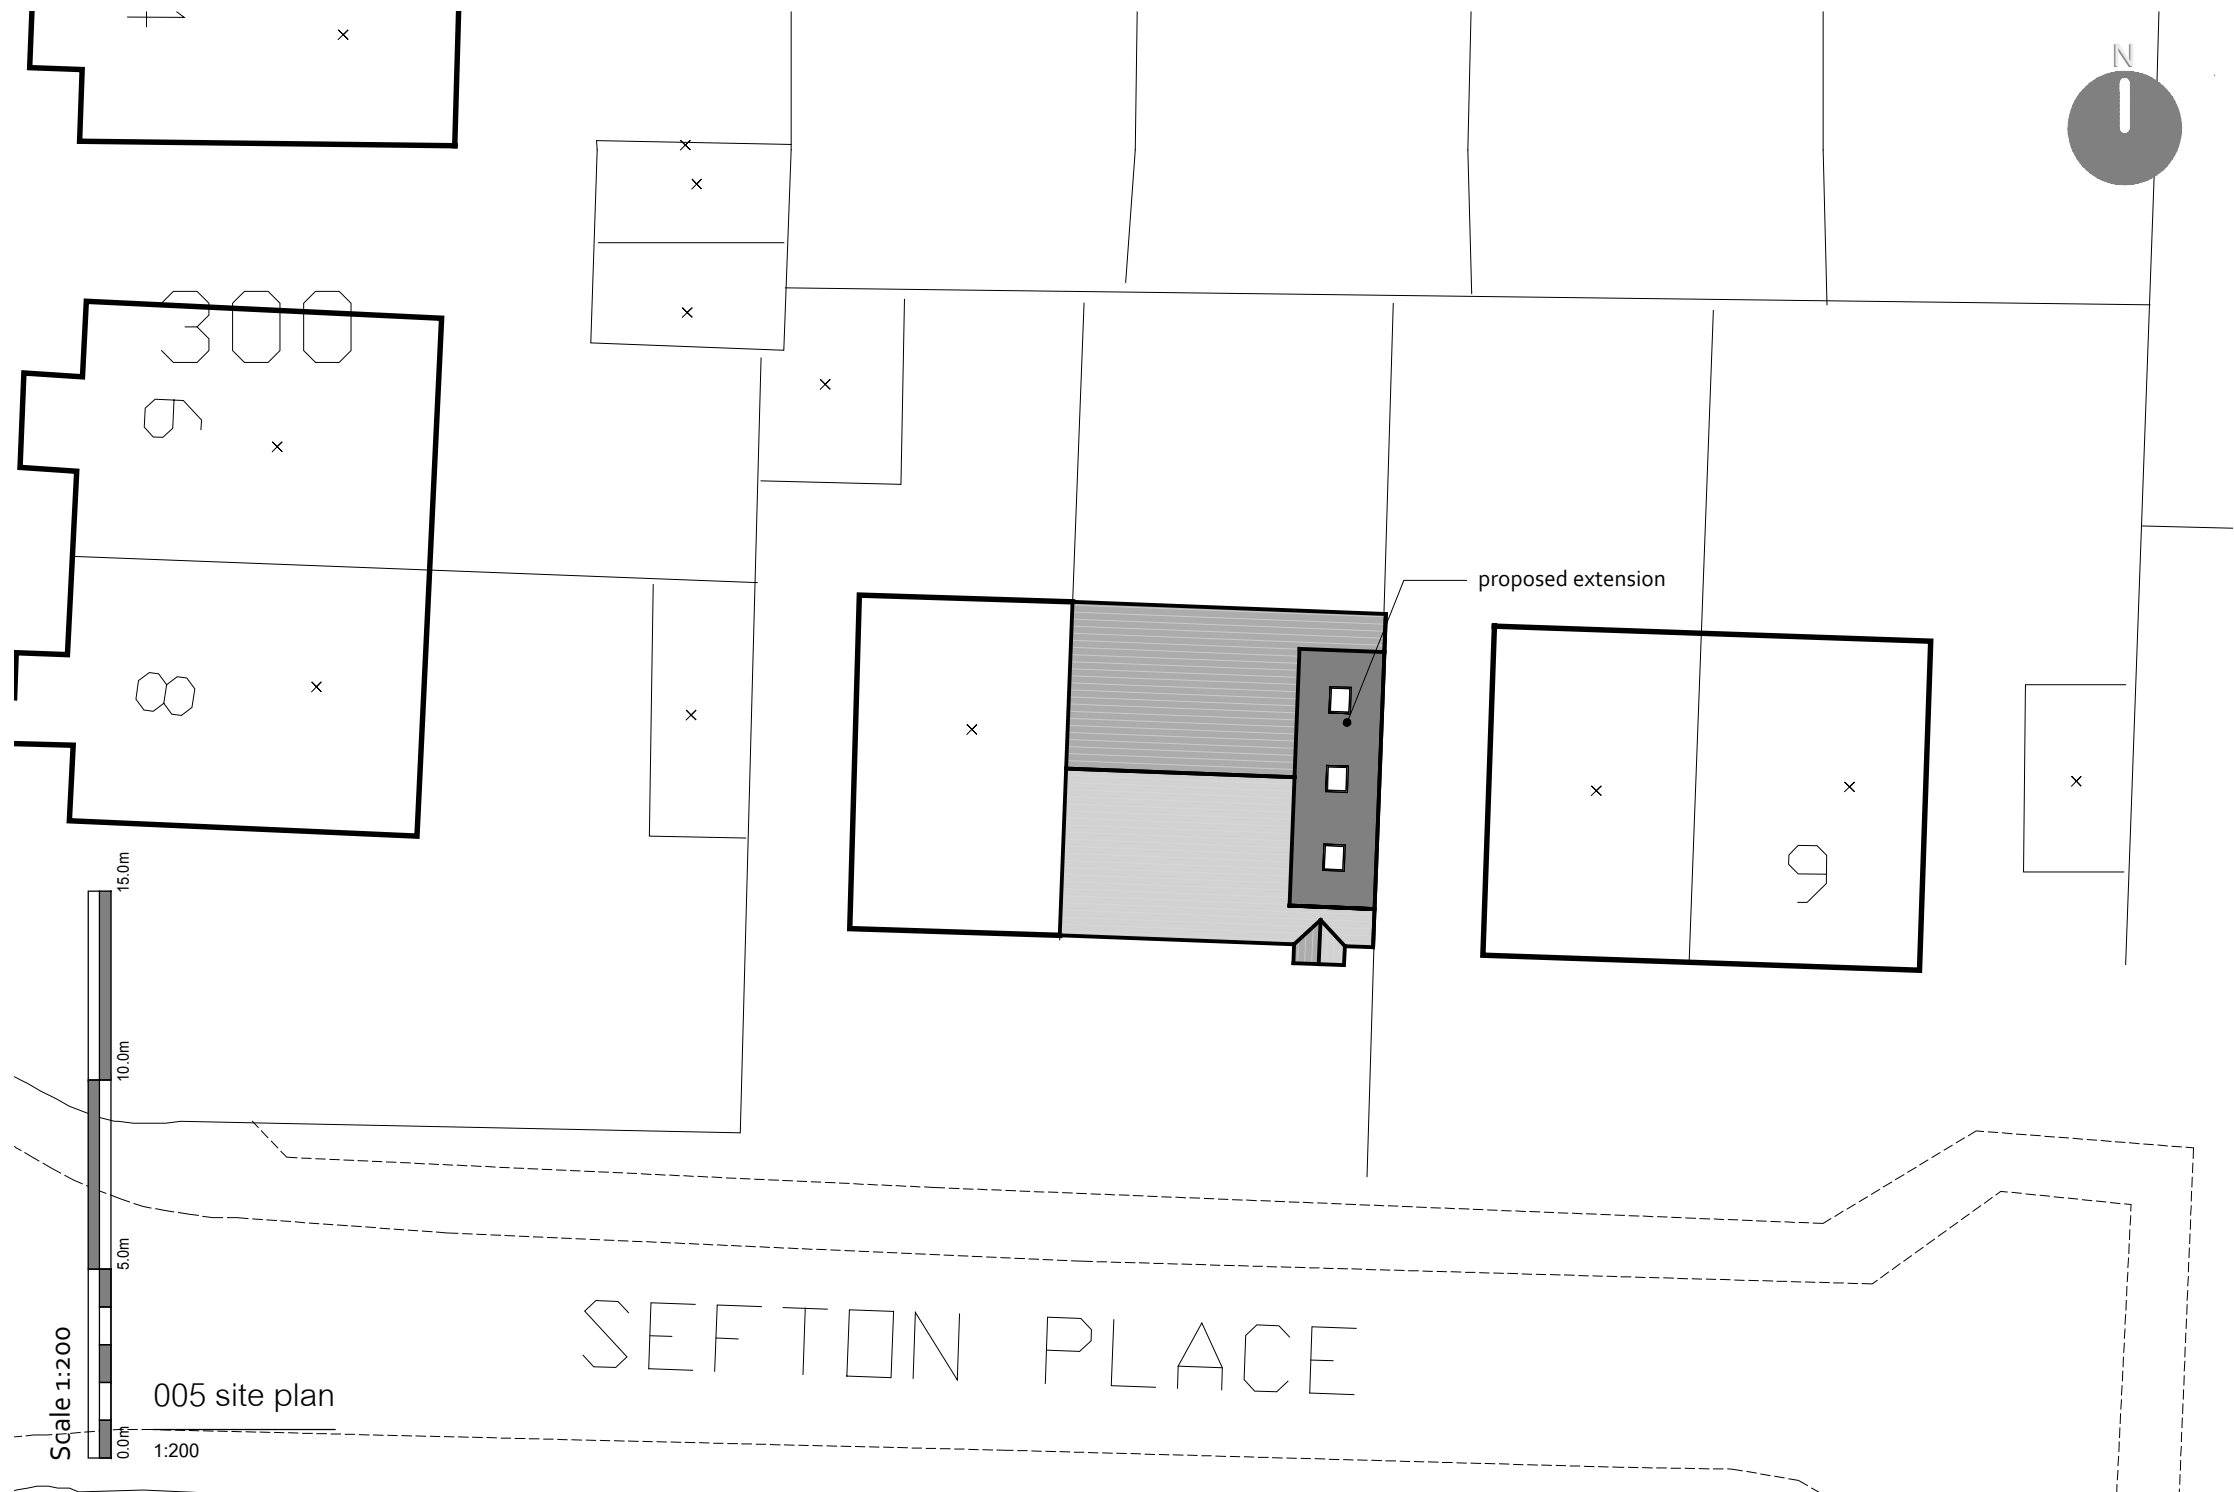 N
300
9
8
proposed extension
9
15.0m
10.0m
5.0m
0.0m
Scale 1:200
SEFTON PLACE
005 site plan
1:200